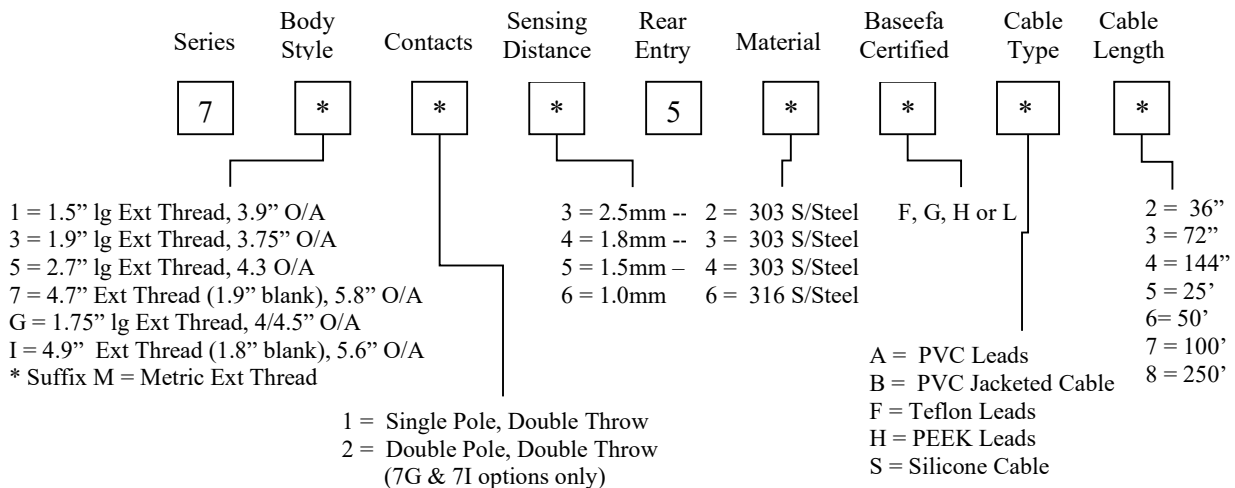 Series Body Style Contacts Sensing Distance Rear Entry Material Baseefa Certified Cable Type Cable Length
7 * * * 5 * * * *
1 = 1.5” lg Ext Thread, 3.9” O/A
3 = 1.9” lg Ext Thread, 3.75” O/A
5 = 2.7” lg Ext Thread, 4.3 O/A
7 = 4.7” Ext Thread (1.9” blank), 5.8” O/A
G = 1.75” lg Ext Thread, 4/4.5” O/A
I = 4.9” Ext Thread (1.8” blank), 5.6” O/A
* Suffix M = Metric Ext Thread
1 = Single Pole, Double Throw
2 = Double Pole, Double Throw
(7G & 7I options only)
3 = 2.5mm -- 2 = 303 S/Steel
4 = 1.8mm -- 3 = 303 S/Steel
5 = 1.5mm – 4 = 303 S/Steel
6 = 1.0mm 6 = 316 S/Steel
F, G, H or L
A = PVC Leads
B = PVC Jacketed Cable
F = Teflon Leads
H = PEEK Leads
S = Silicone Cable
2 = 36”
3 = 72”
4 = 144”
5 = 25’
6= 50’
7 = 100’
8 = 250’